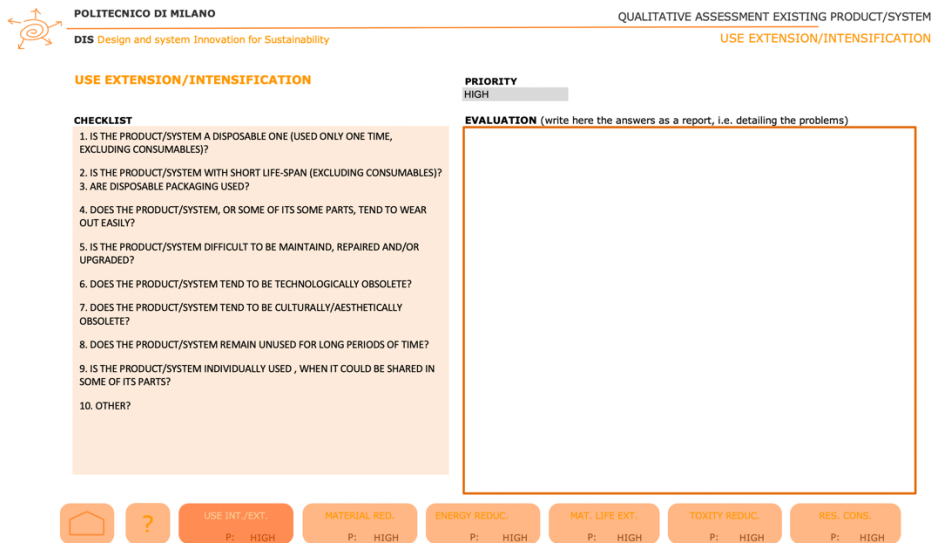 POLITECNICO DI MILANO
QUALITATIVE ASSESSMENT EXISTING PRODUCT/SYSTEM
DIS Design and system Innovation for Sustainability
USE EXTENSION/INTENSIFICATION
USE EXTENSION/INTENSIFICATION
PRIORITY
HIGH
CHECKLIST
1. IS THE PRODUCT/SYSTEM A DISPOSABLE ONE (USED ONLY ONE TIME,
EXCLUDING CONSUMABLES)?
2. IS THE PRODUCT/SYSTEM WITH SHORT LIFE-SPAN (EXCLUDING CONSUMABLES)?
3. ARE DISPOSABLE PACKAGING USED?
4. DOES THE PRODUCT/SYSTEM, OR SOME OF ITS SOME PARTS, TEND TO WEAR
OUT EASILY?
5. IS THE PRODUCT/SYSTEM DIFFICULT TO BE MAINTAIND, REPAIRED AND/OR
UPGRADED?
6. DOES THE PRODUCT/SYSTEM TEND TO BE TECHNOLOGICALLY OBSOLETE?
7. DOES THE PRODUCT/SYSTEM TEND TO BE CULTURALLY/AESTHETICALLY
OBSOLETE?
8. DOES THE PRODUCT/SYSTEM REMAIN UNUSED FOR LONG PERIODS OF TIME?
9. IS THE PRODUCT/SYSTEM INDIVIDUALLY USED , WHEN IT COULD BE SHARED IN
SOME OF ITS PARTS?
10. OTHER?
EVALUATION (write here the answers as a report, i.e. detailing the problems)
?
USE INT./EXT.
P: HIGH
MATERIAL RED.
P: HIGH
ENERGY REDUC.
P: HIGH
MAT. LIFE EXT.
P: HIGH
TOXITY REDUC.
P: HIGH
RES. CONS.
P: HIGH